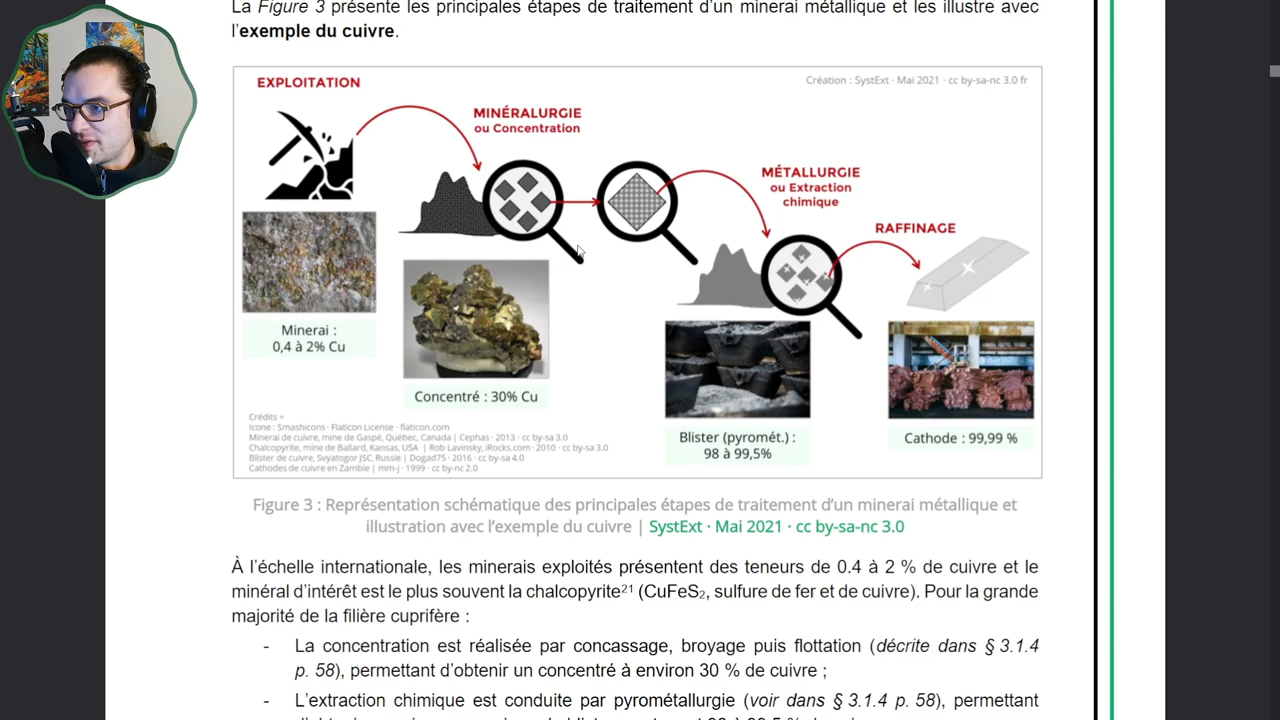 La Figure 3 présente les principales étapes de traitement d'un minerai métallique et les illustre avec
l'exemple du cuivre.
EXPLOITATION
Création : SystExt · Mai 2021 · cc by-sa-nc 3.0 fr
MINÉRALURGIE
ou Concentration
MÉTALLURGIE
ou Extraction
chimique
RAFFINAGE
Minerai :
0,4 à 2% Cu
Concentré : 30% Cu
Blister (pyromét.) :
98 à 99,5%
Cathode : 99,99 %
Crédits =
Icone : Smashicons · Flaticon License · flaticon.com
Minerai de cuivre, mine de Gaspé, Québec, Canada | Cephas · 2013 · cc by-sa 3.0
Chalcopyrite, mine de Ballard, Kansas, USA | Rob Lavinsky, iRocks.com · 2010 · cc by-sa 3.0
Blister de cuivre, Svyatogor JSC, Russie | Dogad75 · 2016 · cc by-sa 4.0
Cathodes de cuivre en Zambie | mm-j · 1999 · cc by-nc 2.0
Figure 3 : Représentation schématique des principales étapes de traitement d'un minerai métallique et
illustration avec l'exemple du cuivre | SystExt · Mai 2021 · cc by-sa-nc 3.0
À l'échelle internationale, les minerais exploités présentent des teneurs de 0.4 à 2 % de cuivre et le
minéral d'intérêt est le plus souvent la chalcopyrite²¹ (CuFeS₂, sulfure de fer et de cuivre). Pour la grande
majorité de la filière cuprifère :
- La concentration est réalisée par concassage, broyage puis flottation (décrite dans § 3.1.4
p. 58), permettant d'obtenir un concentré à environ 30 % de cuivre ;
- L'extraction chimique est conduite par pyrométallurgie (voir dans § 3.1.4 p. 58), permettant